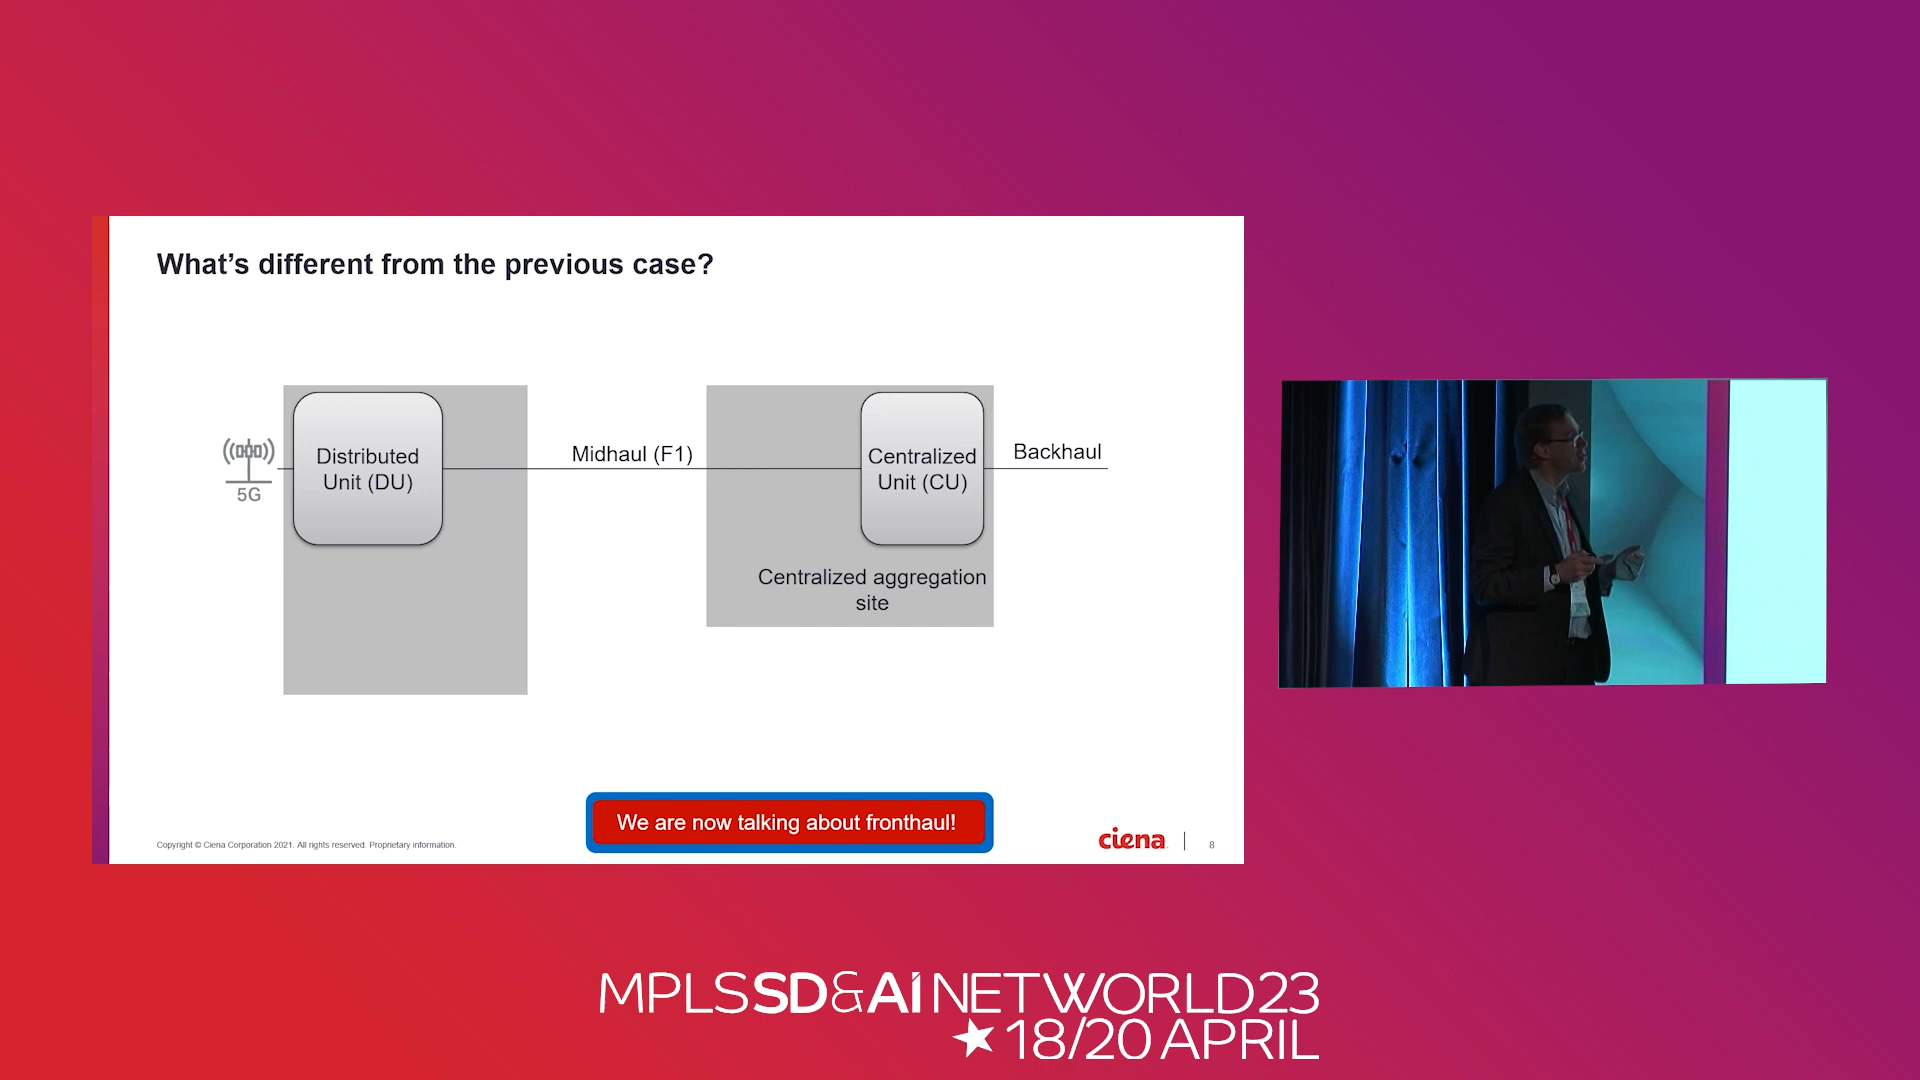 What's different from the previous case?
5G
Distributed
Unit (DU)
Midhaul (F1)
Centralized
Unit (CU)
Backhaul
Centralized aggregation
site
We are now talking about fronthaul!
Copyright © Ciena Corporation 2021. All rights reserved. Proprietary information.
ciena
8
MPLS SD & AI NET WORLD 23
18/20 APRIL